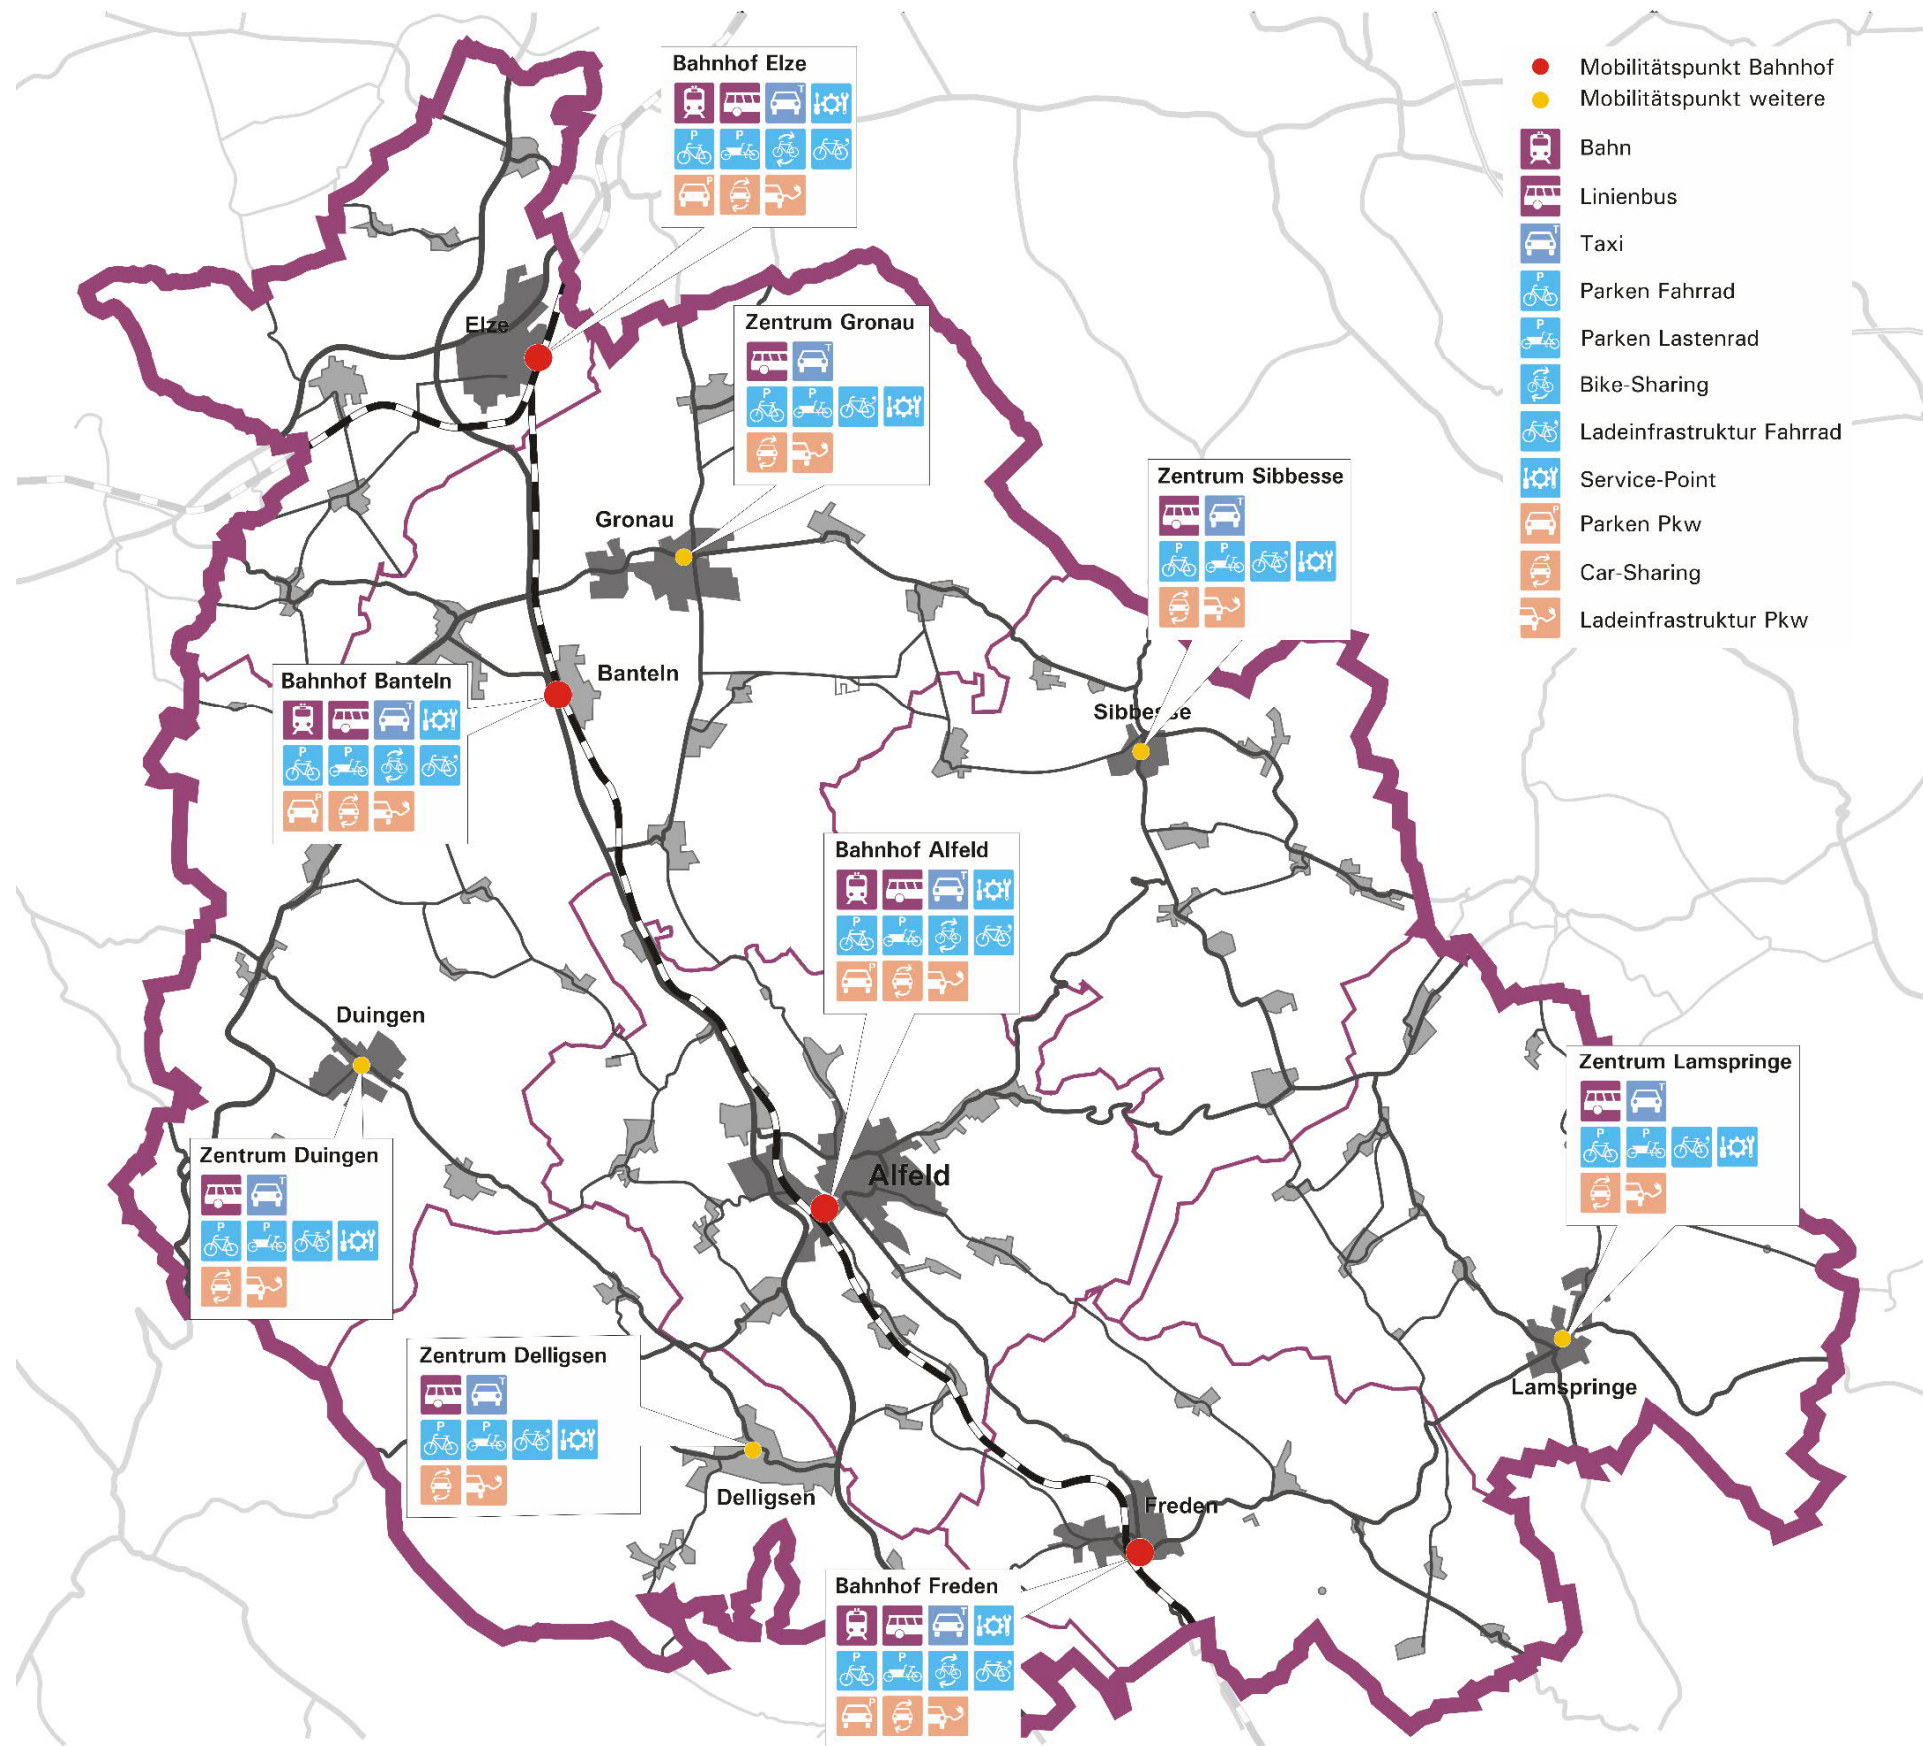 Bahnhof Elze
Mobilitätspunkt Bahnhof
Mobilitätspunkt weitere
Bahn
Linienbus
Taxi
Parken Fahrrad
Parken Lastenrad
Bike-Sharing
Ladeinfrastruktur Fahrrad
Service-Point
Parken Pkw
Car-Sharing
Ladeinfrastruktur Pkw
Elze
Zentrum Gronau
Gronau
Zentrum Sibbesse
Bahnhof Banteln
Banteln
Sibbesse
Bahnhof Alfeld
Duingen
Zentrum Lamspringe
Zentrum Duingen
Alfeld
Zentrum Delligsen
Lamspringe
Delligsen
Freden
Bahnhof Freden